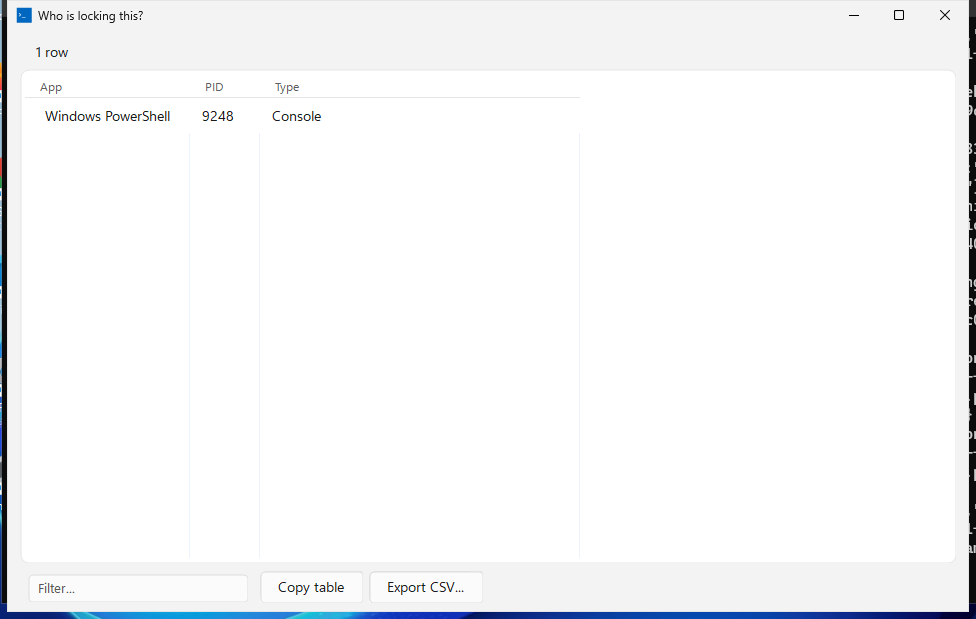 Who is locking this?
1 row
App PID Type
Windows PowerShell 9248 Console
Filter...
Copy table
Export CSV...